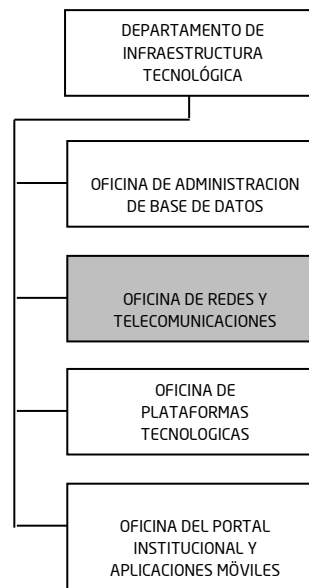 DEPARTAMENTO DE
INFRAESTRUCTURA
TECNOLÓGICA
OFICINA DE ADMINISTRACION
DE BASE DE DATOS
OFICINA DE REDES Y
TELECOMUNICACIONES
OFICINA DE
PLATAFORMAS
TECNOLOGICAS
OFICINA DEL PORTAL
INSTITUCIONAL Y
APLICACIONES MÖVILES